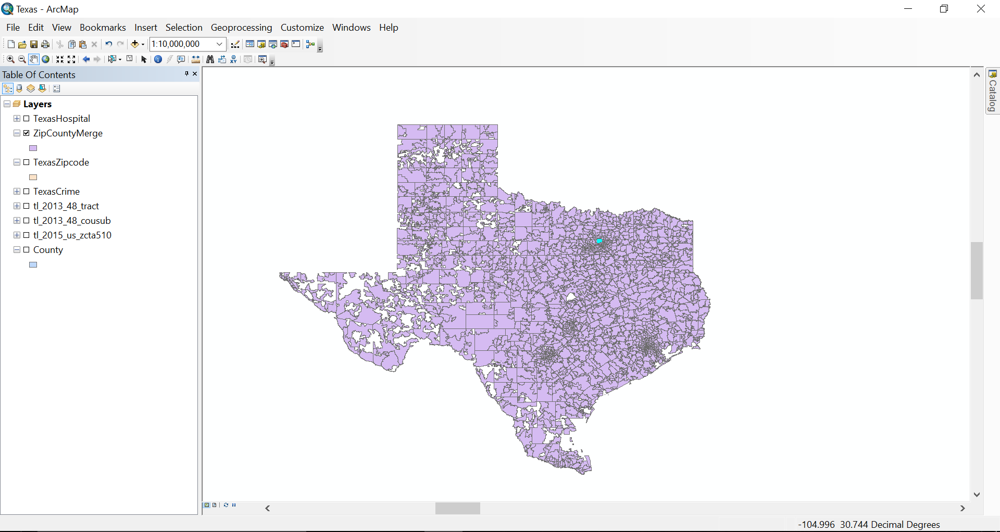 Texas - ArcMap
File Edit View Bookmarks Insert Selection Geoprocessing Customize Windows Help
1:10,000,000
Table Of Contents
Layers
TexasHospital
ZipCountyMerge
TexasZipcode
TexasCrime
tl_2013_48_tract
tl_2013_48_cousub
tl_2015_us_zcta510
County
Catalog
-104.996 30.744 Decimal Degrees